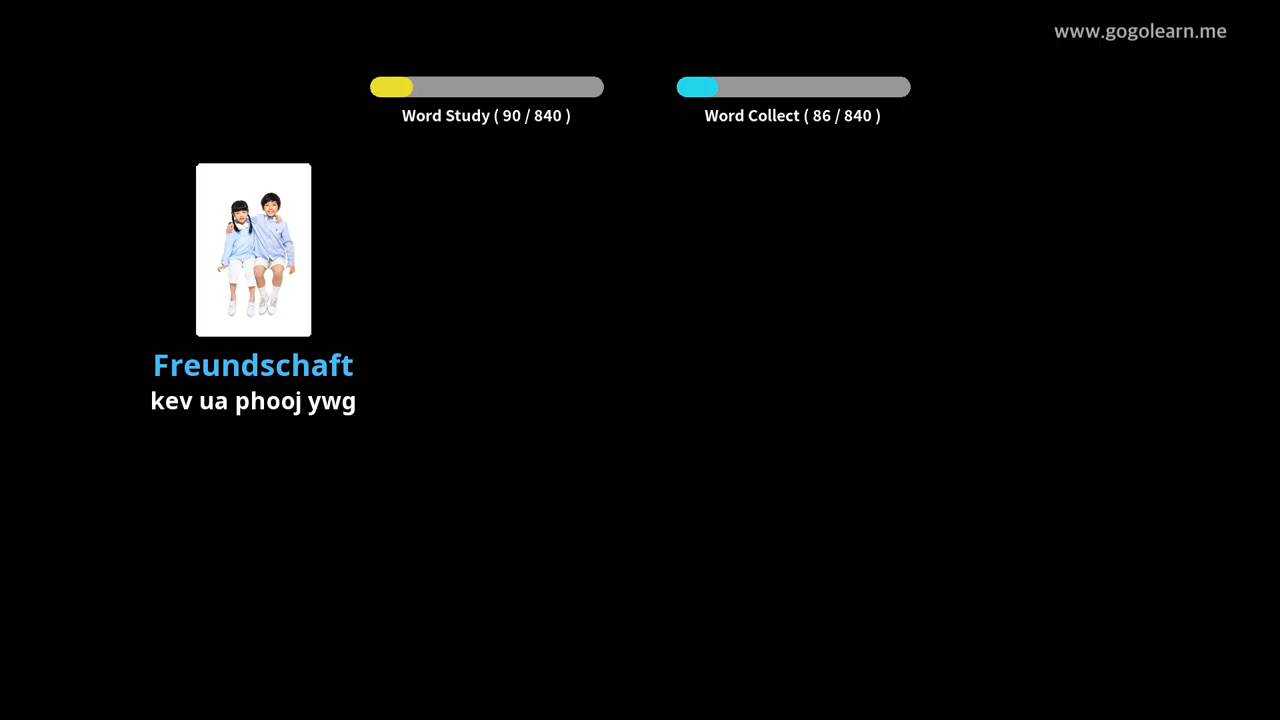 www.gogolearn.me
Word Study ( 90 / 840 )
Word Collect ( 86 / 840 )
Freundschaft
kev ua phooj ywg